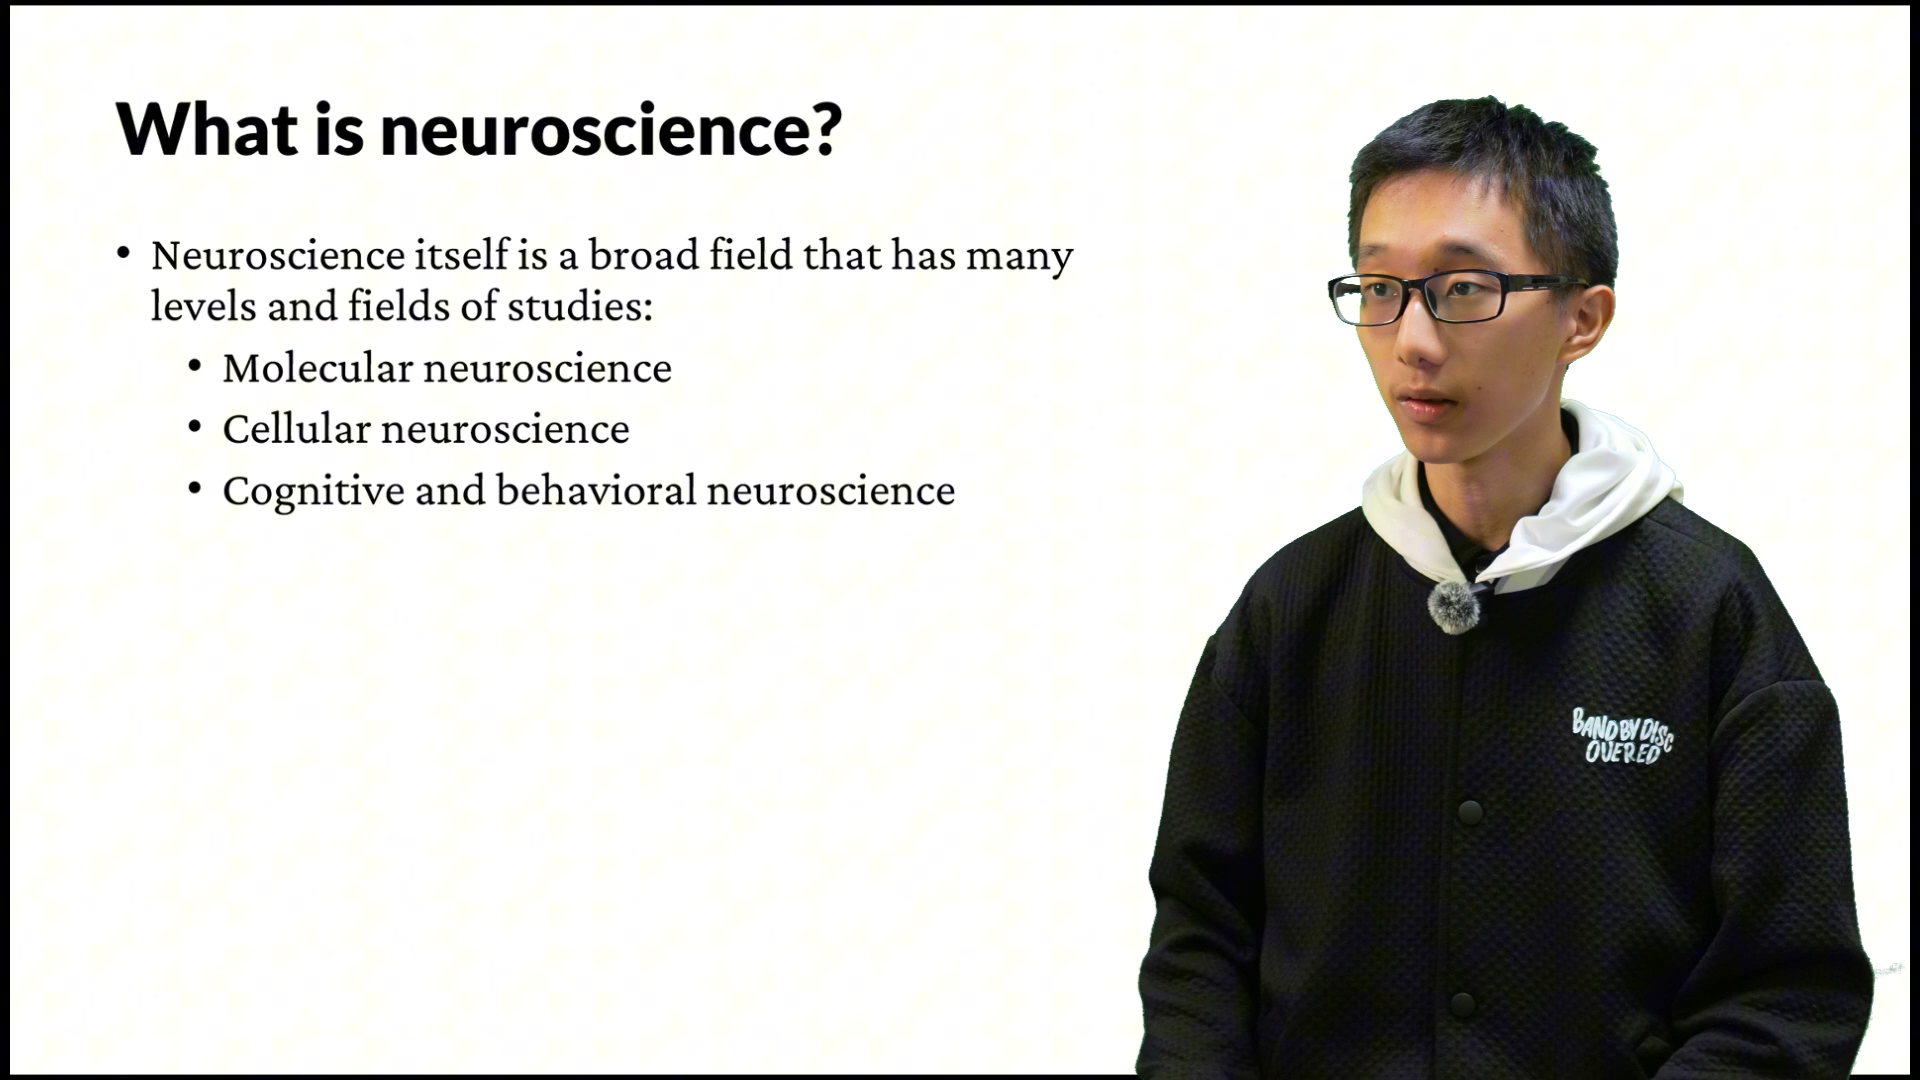 What is neuroscience?
• Neuroscience itself is a broad field that has many
levels and fields of studies:
• Molecular neuroscience
• Cellular neuroscience
• Cognitive and behavioral neuroscience
BAND BY DISC
OVERED